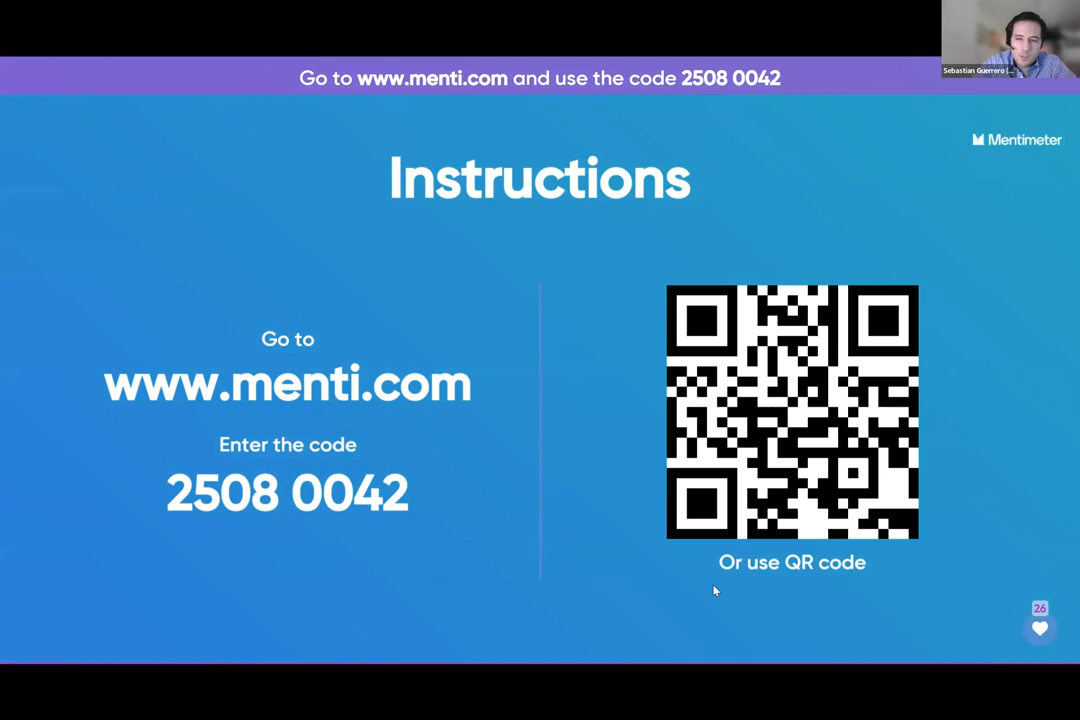 Sebastian Guerrero (...
Go to www.menti.com and use the code 2508 0042
Mentimeter
Instructions
Go to
www.menti.com
Enter the code
2508 0042
Or use QR code
26